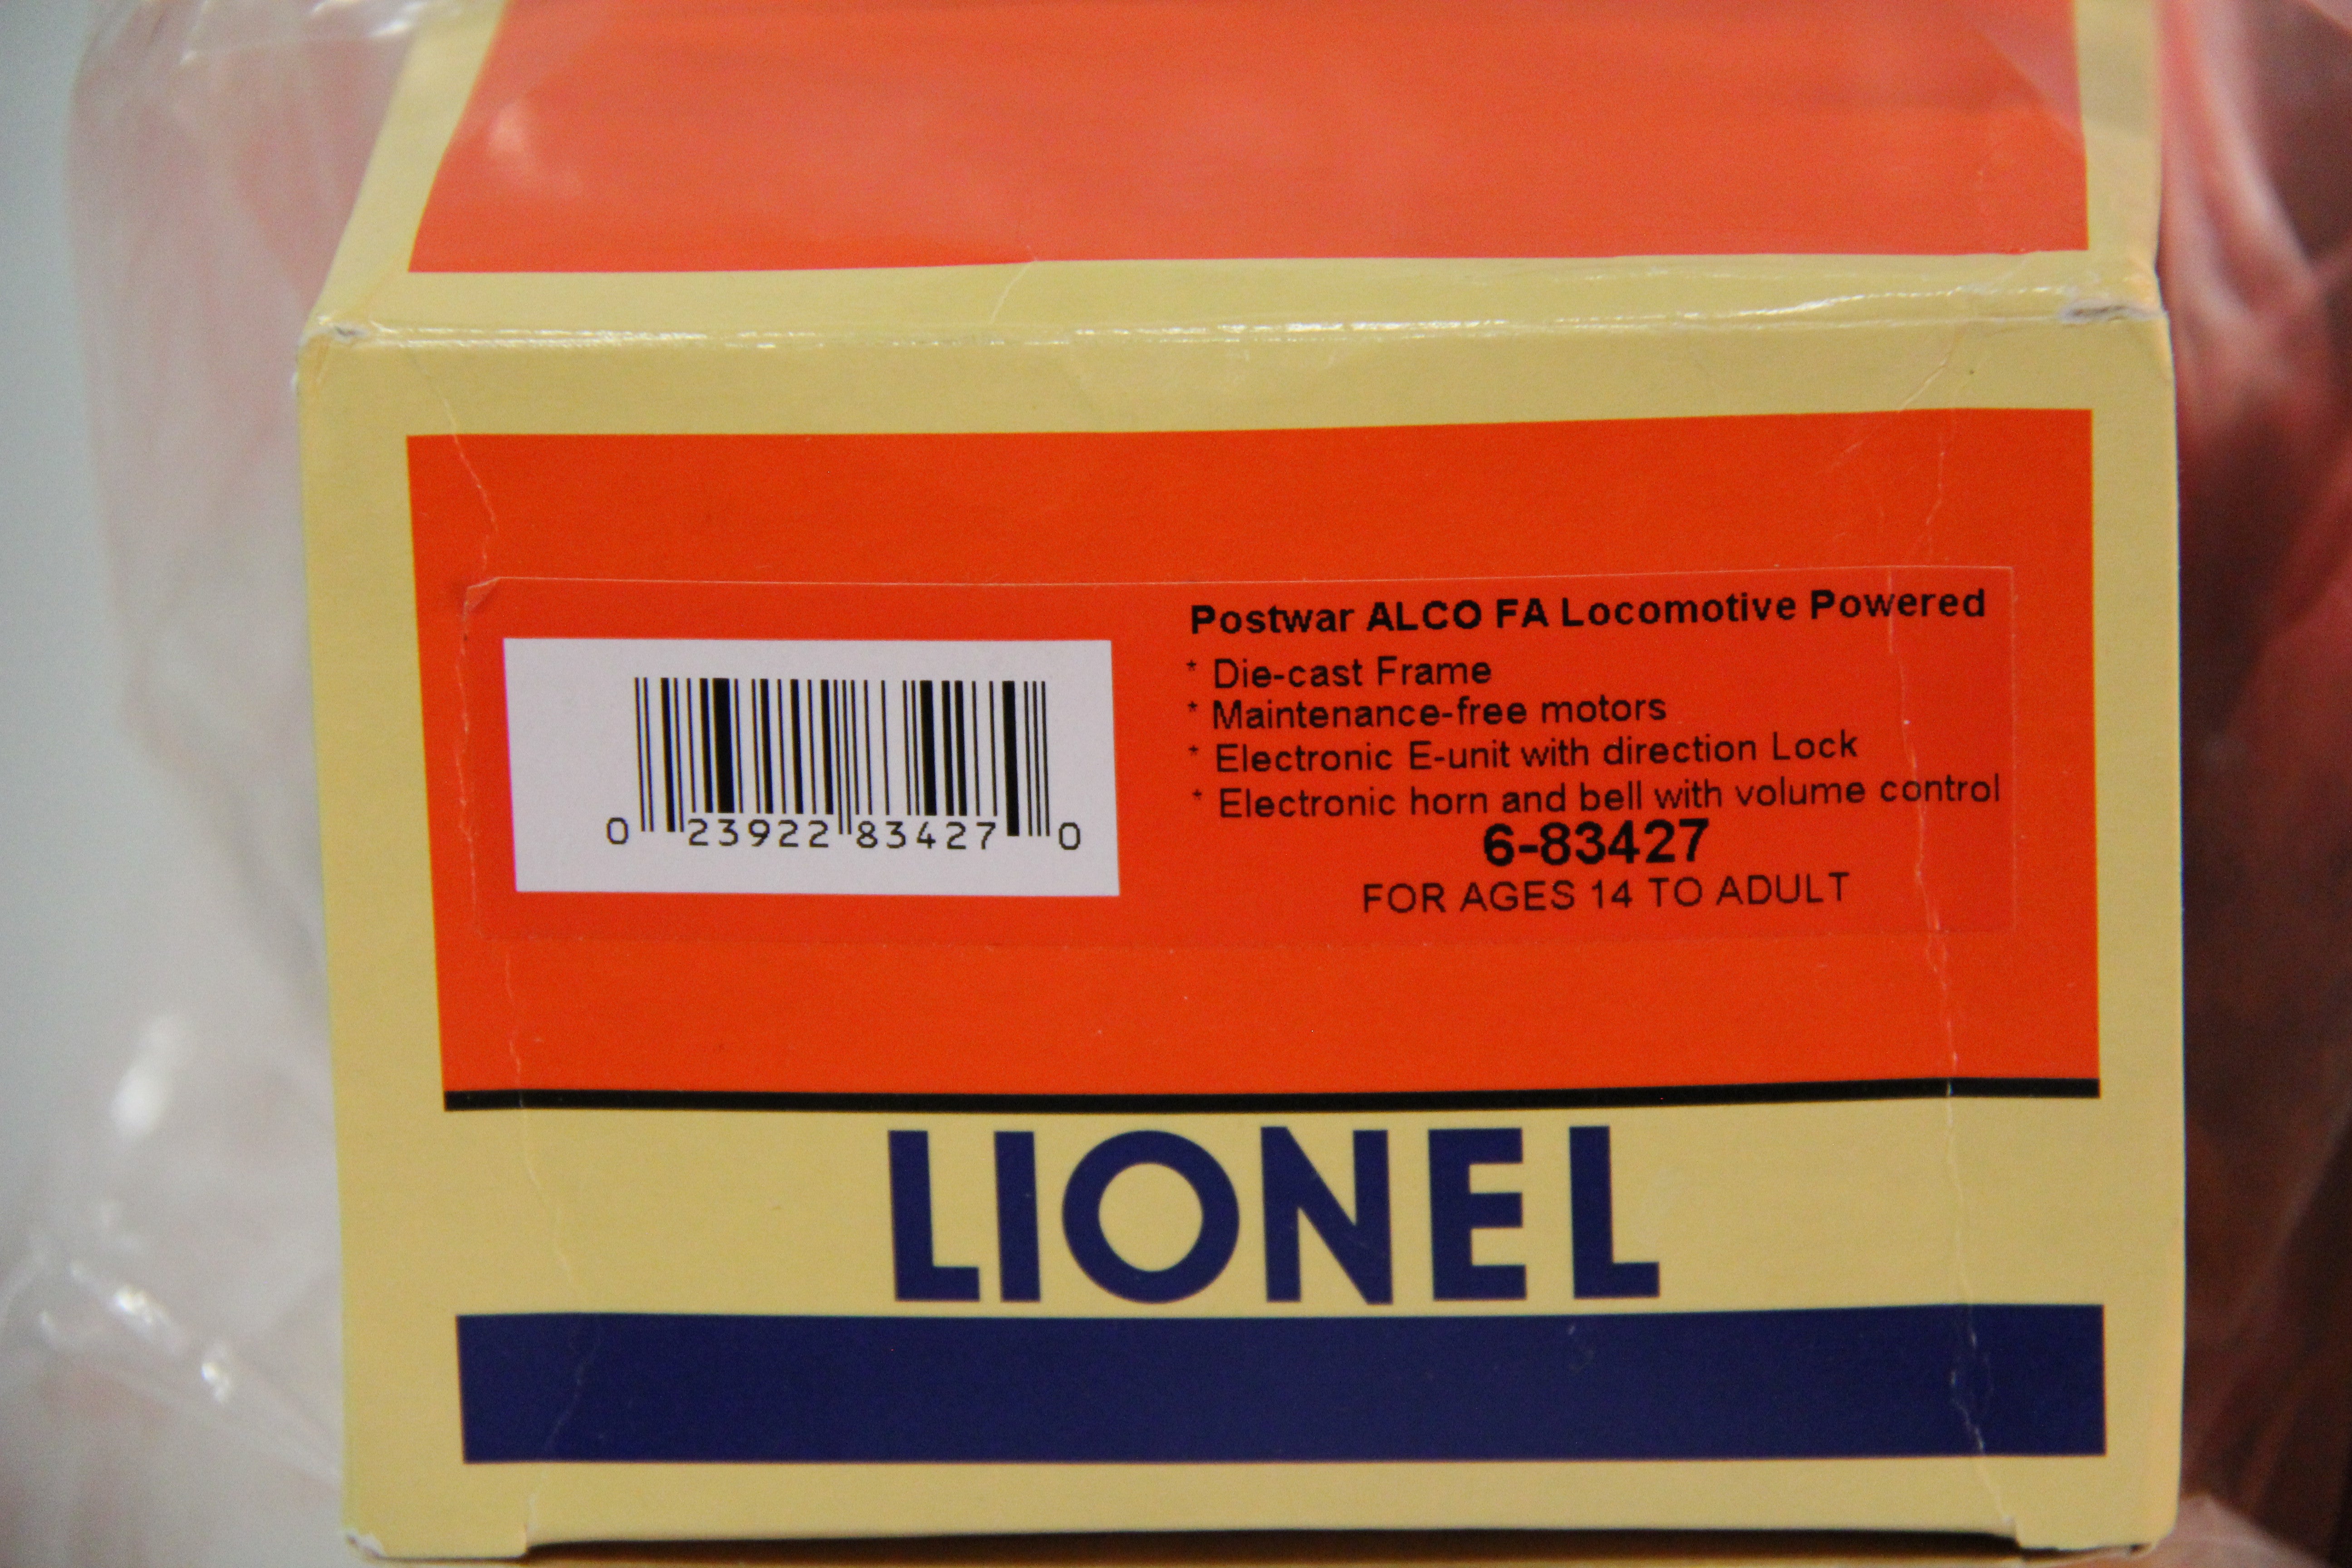 Postwar ALCO FA Locomotive Powered
* Die-cast Frame
* Maintenance-free motors
* Electronic E-unit with direction Lock
* Electronic horn and bell with volume control
6-83427
FOR AGES 14 TO ADULT
0 23922 83427 0
LIONEL